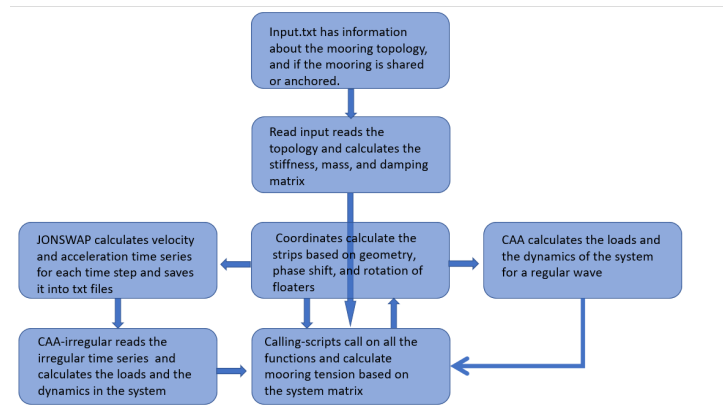 Input.txt has information
about the mooring topology,
and if the mooring is shared
or anchored.
Read input reads the
topology and calculates the
stiffness, mass, and damping
matrix
JONSWAP calculates velocity
and acceleration time series
for each time step and saves
it into txt files
Coordinates calculate the
strips based on geometry,
phase shift, and rotation of
floaters
CAA calculates the loads and
the dynamics of the system
for a regular wave
CAA-irregular reads the
irregular time series and
calculates the loads and the
dynamics in the system
Calling-scripts call on all the
functions and calculate
mooring tension based on
the system matrix